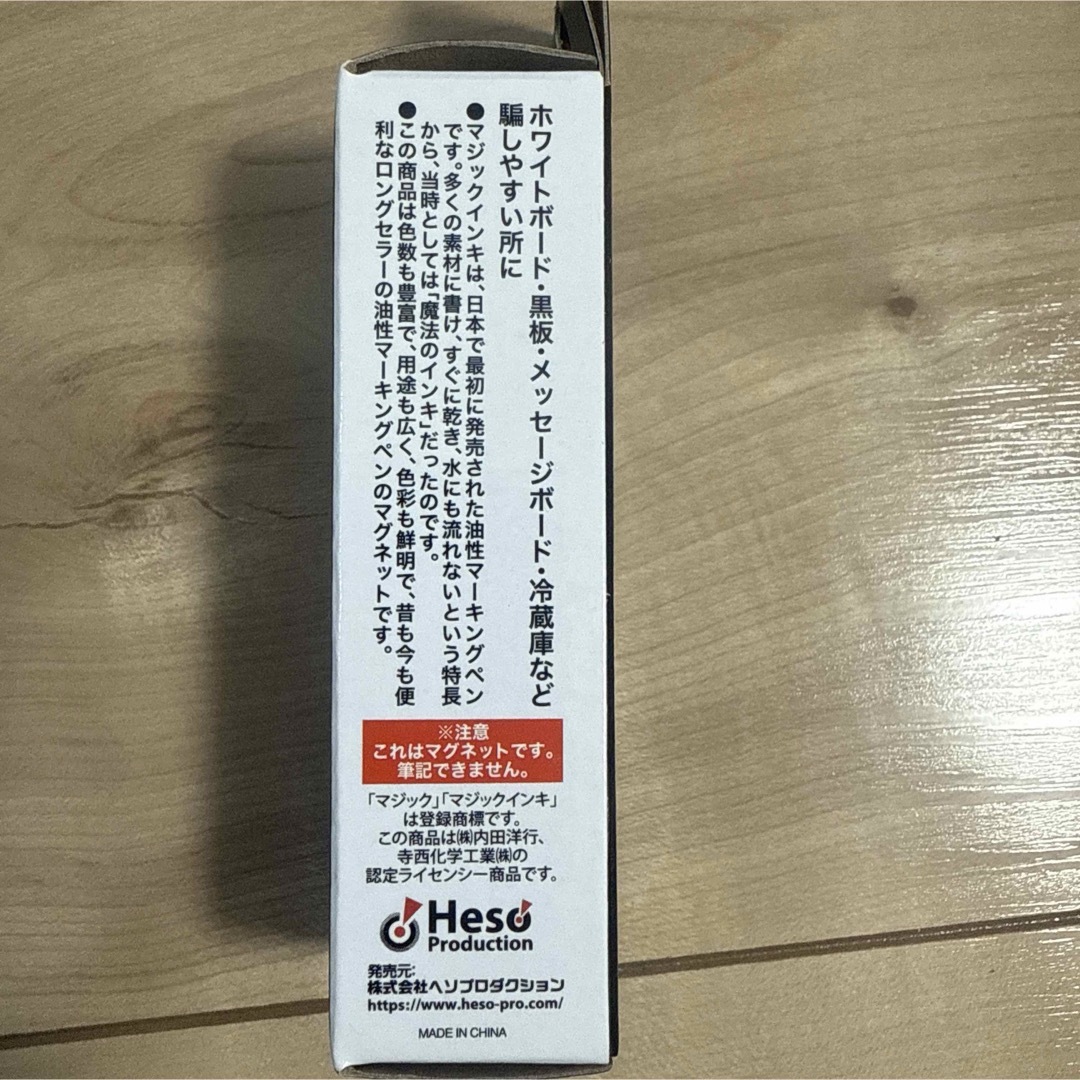 ホワイトボード・黒板・メッセージボード・冷蔵庫など
騙しやすい所に
●マジックインキは、日本で最初に発売された油性マーキングペン
です。多くの素材に書け、すぐに乾き、水にも流れないという特長
から、当時としては「魔法のインキ」だったのです。
●この商品は色数も豊富で、用途も広く、色彩も鮮明で、昔も今も便
利なロングセラーの油性マーキングペンのマグネットです。
※注意
これはマグネットです。
筆記できません。
「マジック」「マジックインキ」
は登録商標です。
この商品は㈱内田洋行、
寺西化学工業㈱の
認定ライセンシー商品です。
Heso
Production
発売元:
株式会社ヘソプロダクション
https://www.heso-pro.com/
MADE IN CHINA